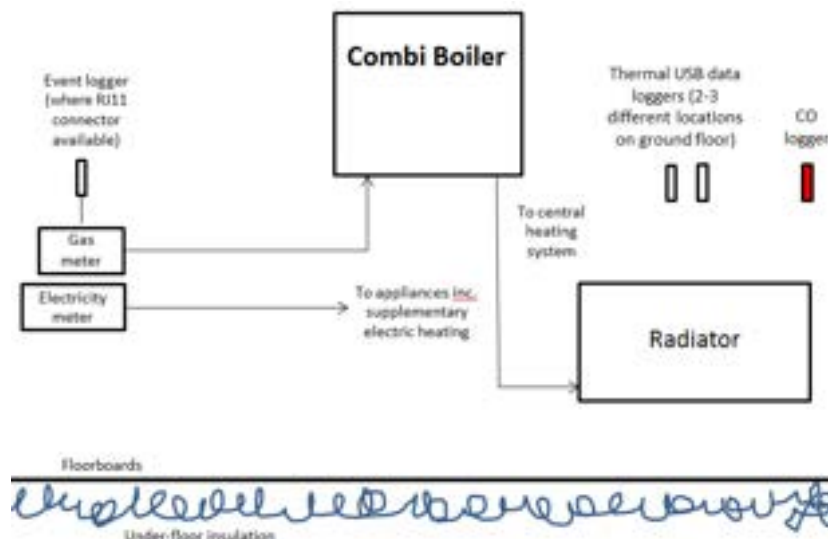 Combi Boiler
Event logger
(where RJ11
connector
available)
Thermal USB data
loggers (2-3
different locations
on ground floor)
CO
logger
Gas
meter
To central
heating
system
Electricity
meter
To appliances inc.
supplementary
electric heating
Radiator
Floorboards
Under-floor insulation